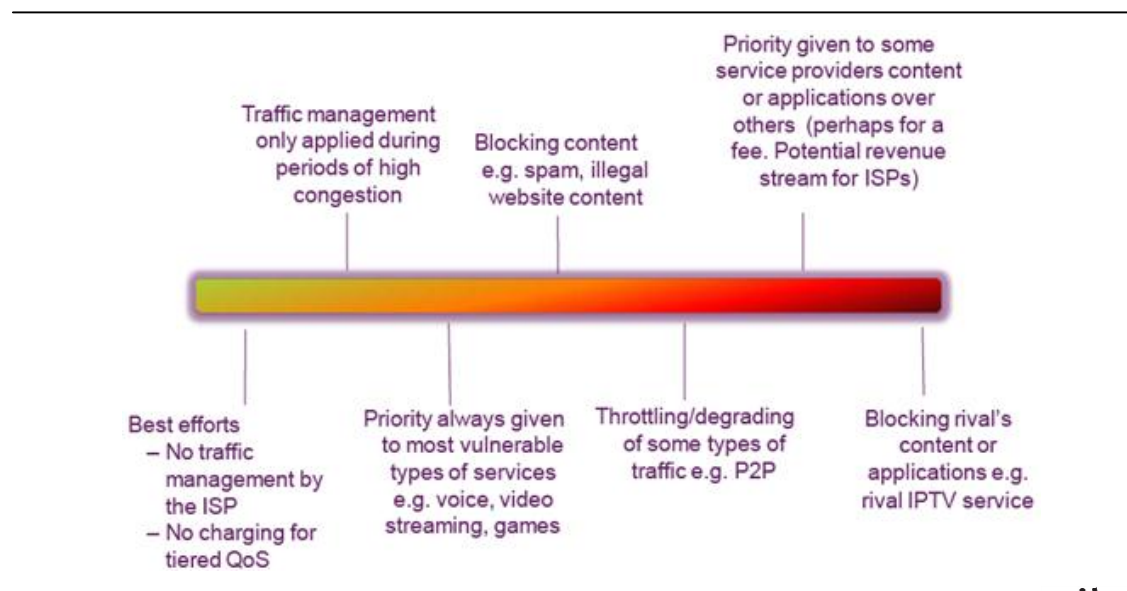 Priority given to some
service providers content
or applications over
others (perhaps for a
fee. Potential revenue
stream for ISPs)
Traffic management
only applied during
periods of high
congestion
Blocking content
e.g. spam, illegal
website content
Best efforts
– No traffic
management by
the ISP
– No charging for
tiered QoS
Priority always given
to most vulnerable
types of services
e.g. voice, video
streaming, games
Throttling/degrading
of some types of
traffic e.g. P2P
Blocking rival's
content or
applications e.g.
rival IPTV service